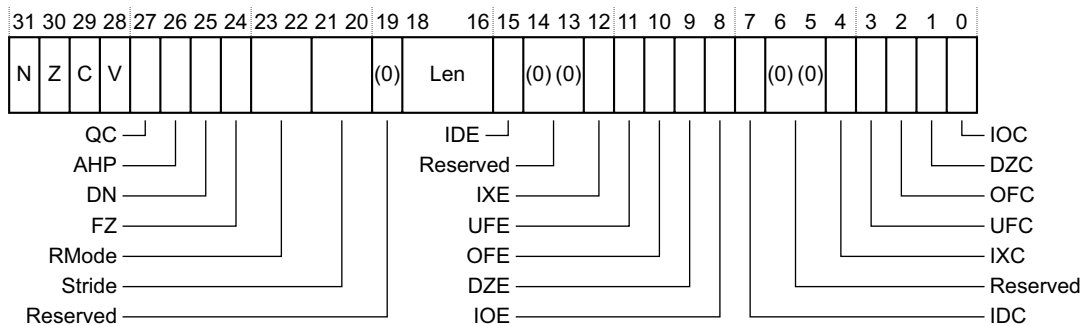 31 30 29 28 27 26 25 24 23 22 21 20 19 18 16 15 14 13 12 11 10 9 8 7 6 5 4 3 2 1 0
N Z C V (0) Len (0) (0) (0) (0)
QC IDE IOC
AHP Reserved DZC
DN IXE OFC
FZ UFE UFC
RMode OFE IXC
Stride DZE Reserved
Reserved IOE IDC